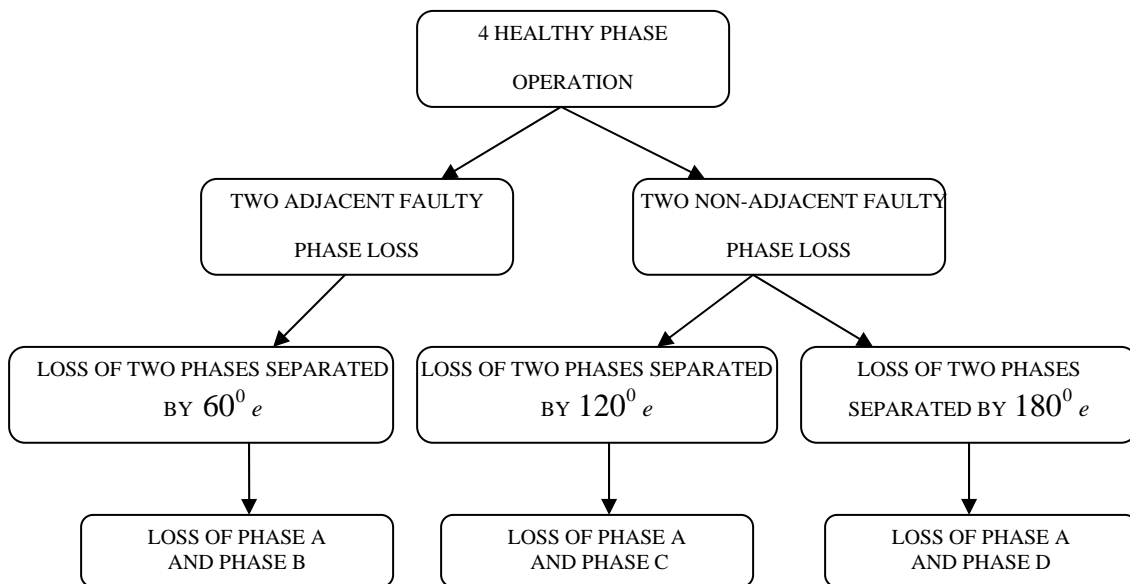 4 HEALTHY PHASE
OPERATION
TWO ADJACENT FAULTY
PHASE LOSS
TWO NON-ADJACENT FAULTY
PHASE LOSS
LOSS OF TWO PHASES SEPARATED
BY 60⁰ e
LOSS OF TWO PHASES SEPARATED
BY 120⁰ e
LOSS OF TWO PHASES
SEPARATED BY 180⁰ e
LOSS OF PHASE A
AND PHASE B
LOSS OF PHASE A
AND PHASE C
LOSS OF PHASE A
AND PHASE D